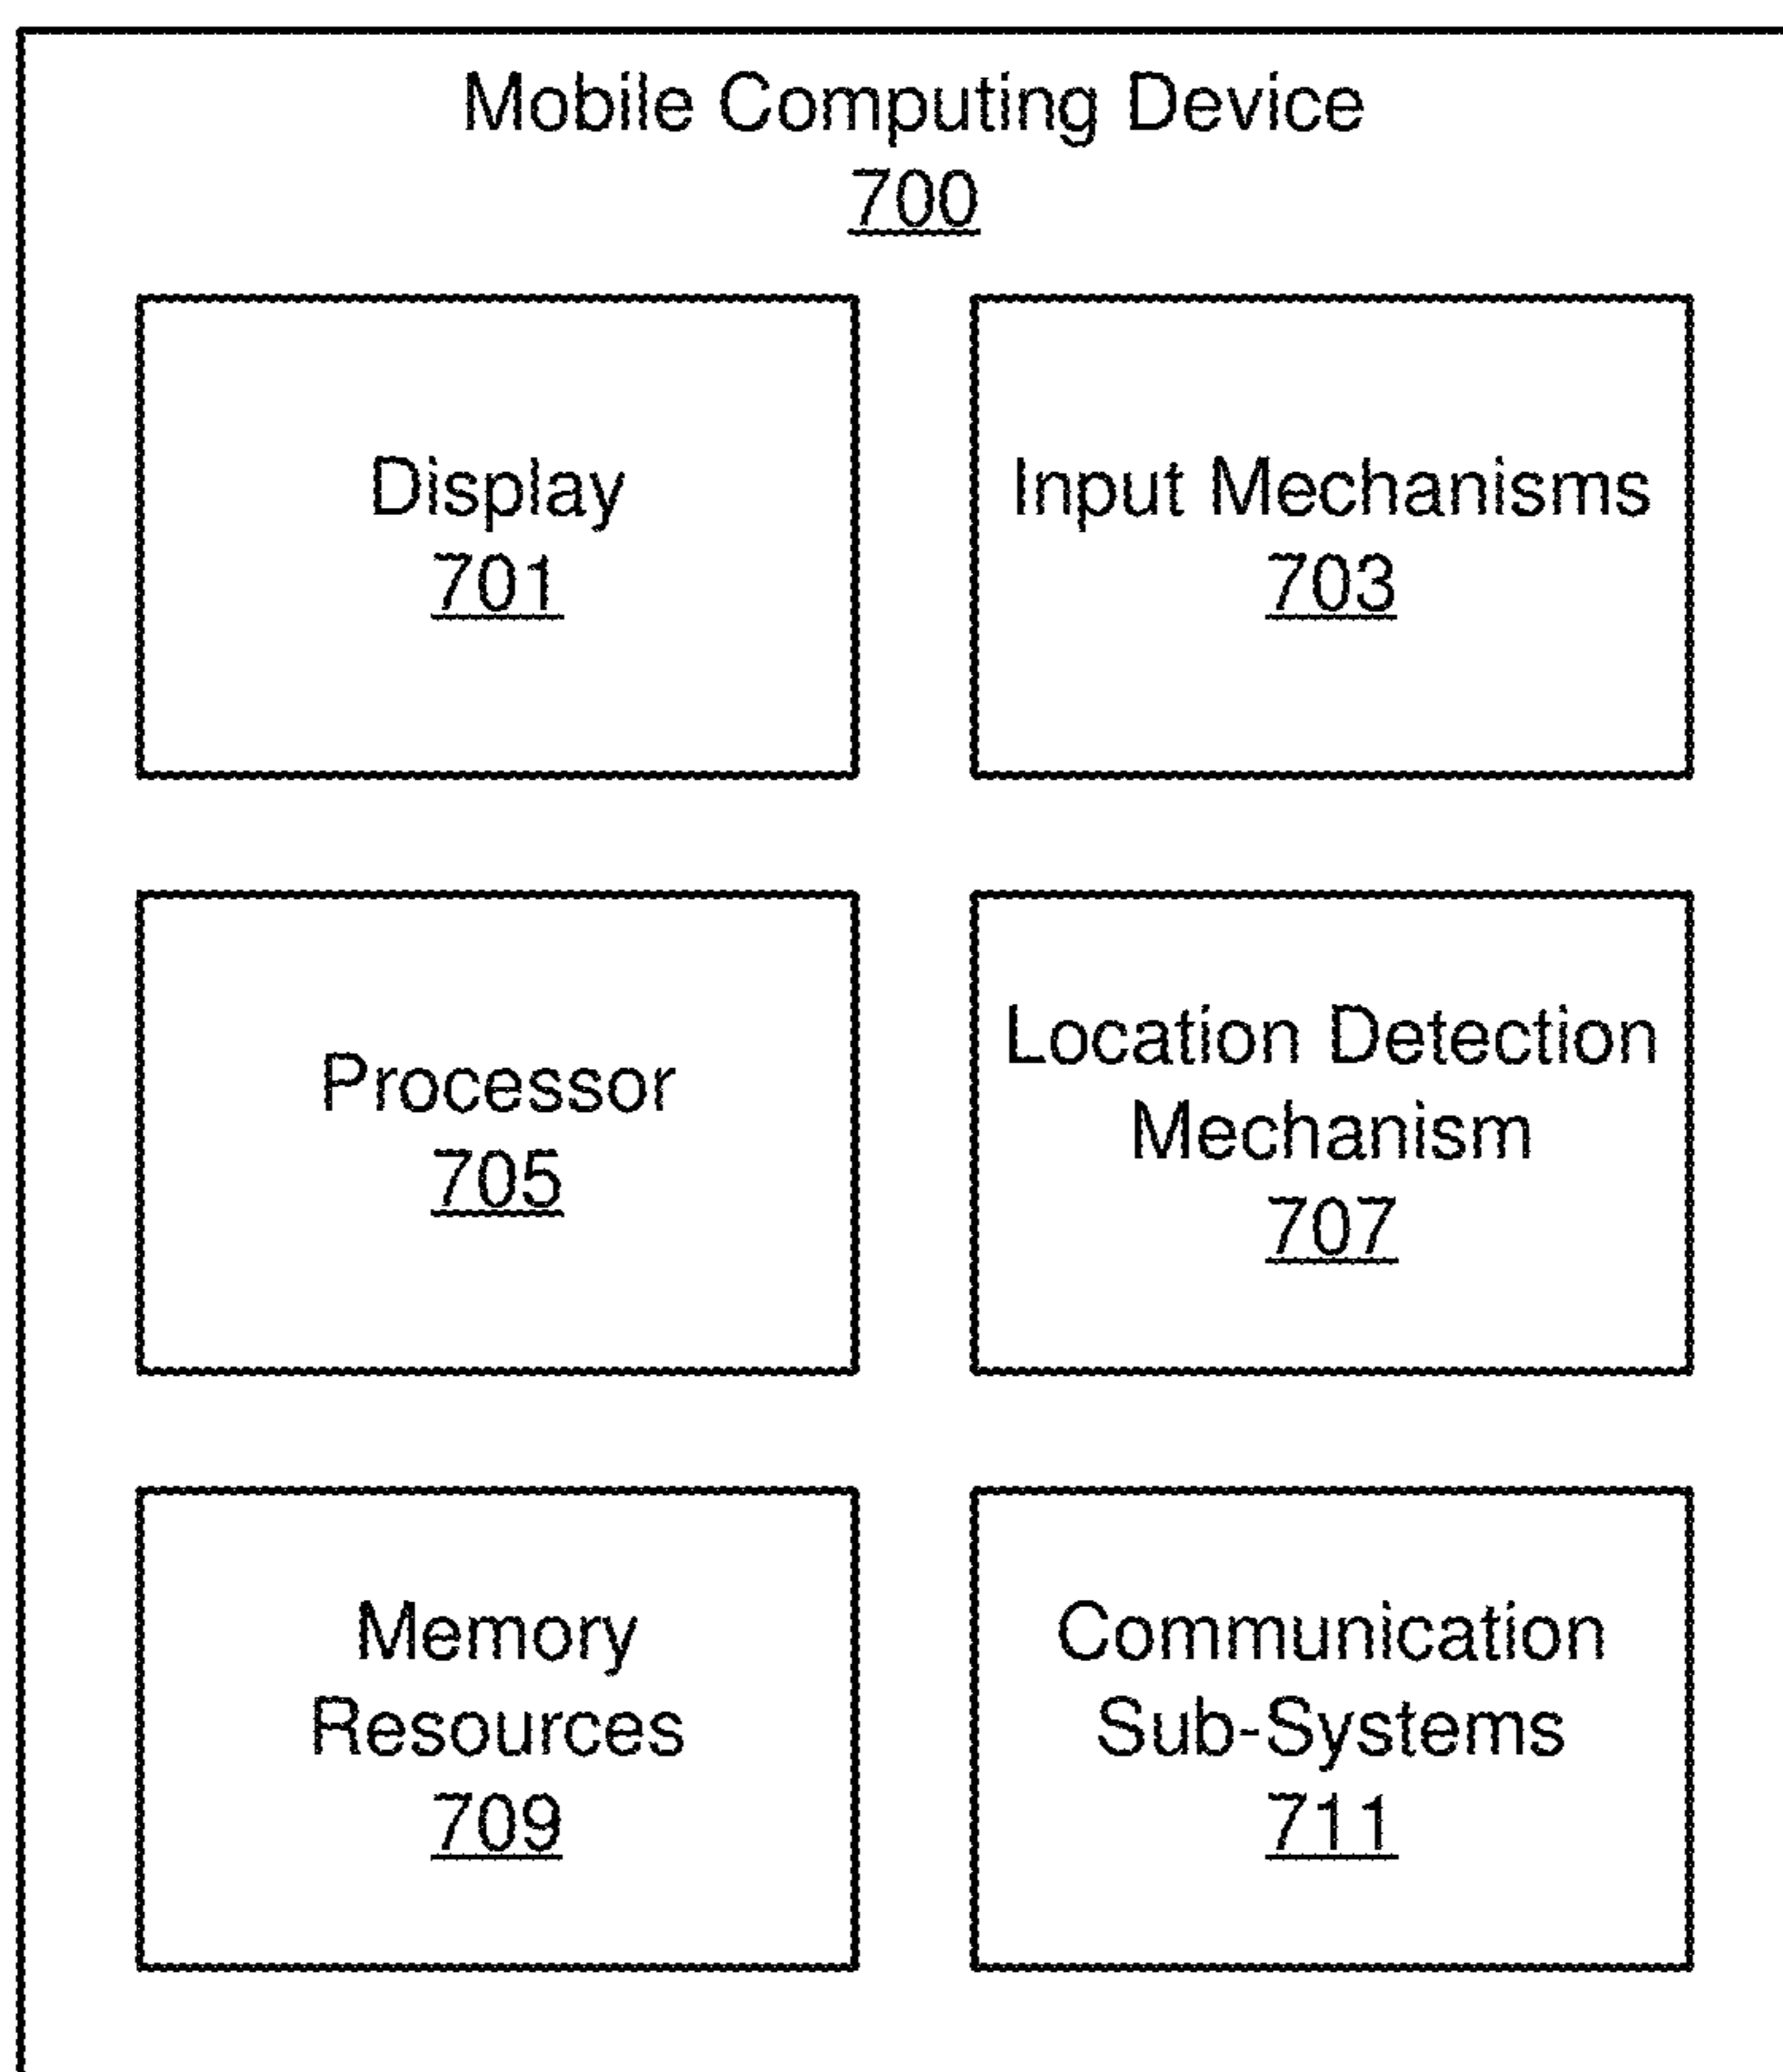 Mobile Computing Device
700
Display
701
Input Mechanisms
703
Processor
705
Location Detection
Mechanism
707
Memory
Resources
709
Communication
Sub-Systems
711